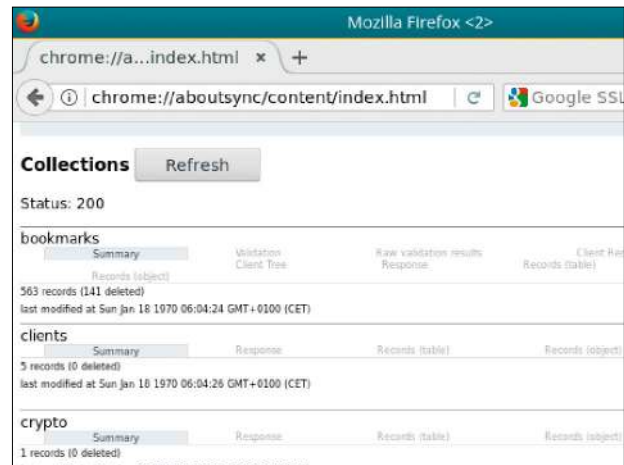 Mozilla Firefox <2>
chrome://a...index.html × +
chrome://aboutsync/content/index.html Google SSL
Collections Refresh
Status: 200
bookmarks
Summary Validation Raw validation results Client Rec
Client Tree Response Records (table)
Records (object)
563 records (141 deleted)
last modified at Sun Jan 18 1970 06:04:24 GMT+0100 (CET)
clients
Summary Response Records (table) Records (object)
5 records (0 deleted)
last modified at Sun Jan 18 1970 06:04:26 GMT+0100 (CET)
crypto
Summary Response Records (table) Records (object)
1 records (0 deleted)